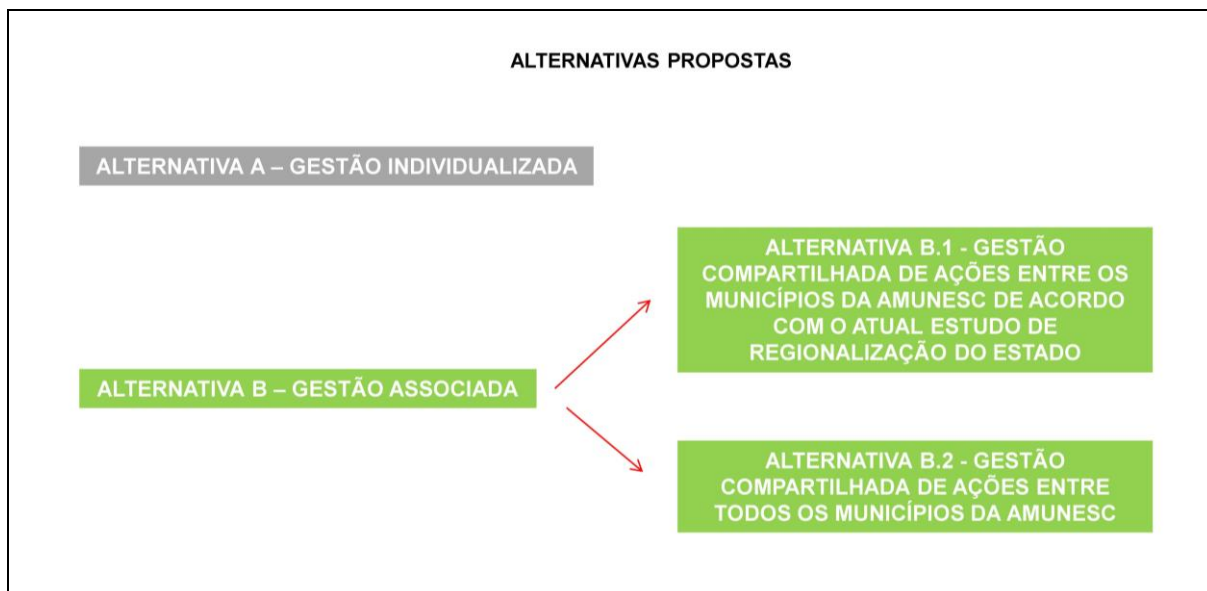 ALTERNATIVAS PROPOSTAS
ALTERNATIVA A – GESTÃO INDIVIDUALIZADA
ALTERNATIVA B – GESTÃO ASSOCIADA
ALTERNATIVA B.1 - GESTÃO
COMPARTILHADA DE AÇÕES ENTRE OS
MUNICÍPIOS DA AMUNESC DE ACORDO
COM O ATUAL ESTUDO DE
REGIONALIZAÇÃO DO ESTADO
ALTERNATIVA B.2 - GESTÃO
COMPARTILHADA DE AÇÕES ENTRE
TODOS OS MUNICÍPIOS DA AMUNESC